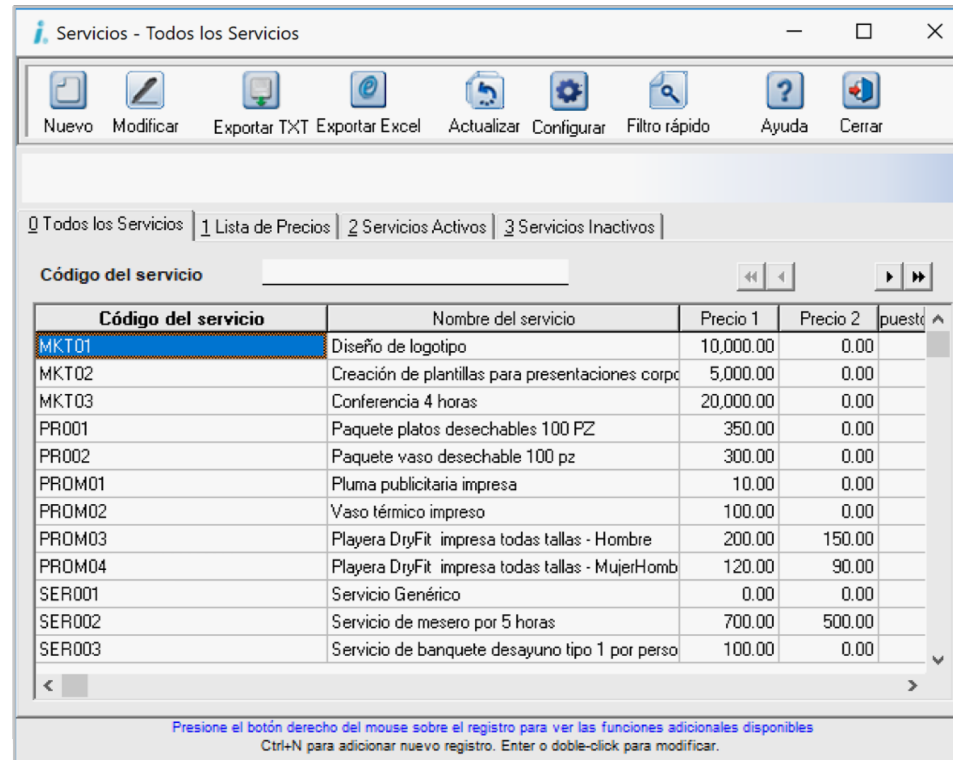 Servicios - Todos los Servicios
Nuevo Modificar Exportar TXT Exportar Excel Actualizar Configurar Filtro rápido Ayuda Cerrar
0 Todos los Servicios 1 Lista de Precios 2 Servicios Activos 3 Servicios Inactivos
Código del servicio
Código del servicio Nombre del servicio Precio 1 Precio 2 puesto
MKT01 Diseño de logotipo 10,000.00 0.00
MKT02 Creación de plantillas para presentaciones corpo 5,000.00 0.00
MKT03 Conferencia 4 horas 20,000.00 0.00
PR001 Paquete platos desechables 100 PZ 350.00 0.00
PR002 Paquete vaso desechable 100 pz 300.00 0.00
PROM01 Pluma publicitaria impresa 10.00 0.00
PROM02 Vaso térmico impreso 100.00 0.00
PROM03 Playera DryFit impresa todas tallas - Hombre 200.00 150.00
PROM04 Playera DryFit impresa todas tallas - MujerHomb 120.00 90.00
SER001 Servicio Genérico 0.00 0.00
SER002 Servicio de mesero por 5 horas 700.00 500.00
SER003 Servicio de banquete desayuno tipo 1 por perso 100.00 0.00
Presione el botón derecho del mouse sobre el registro para ver las funciones adicionales disponibles
Ctrl+N para adicionar nuevo registro. Enter o doble-click para modificar.